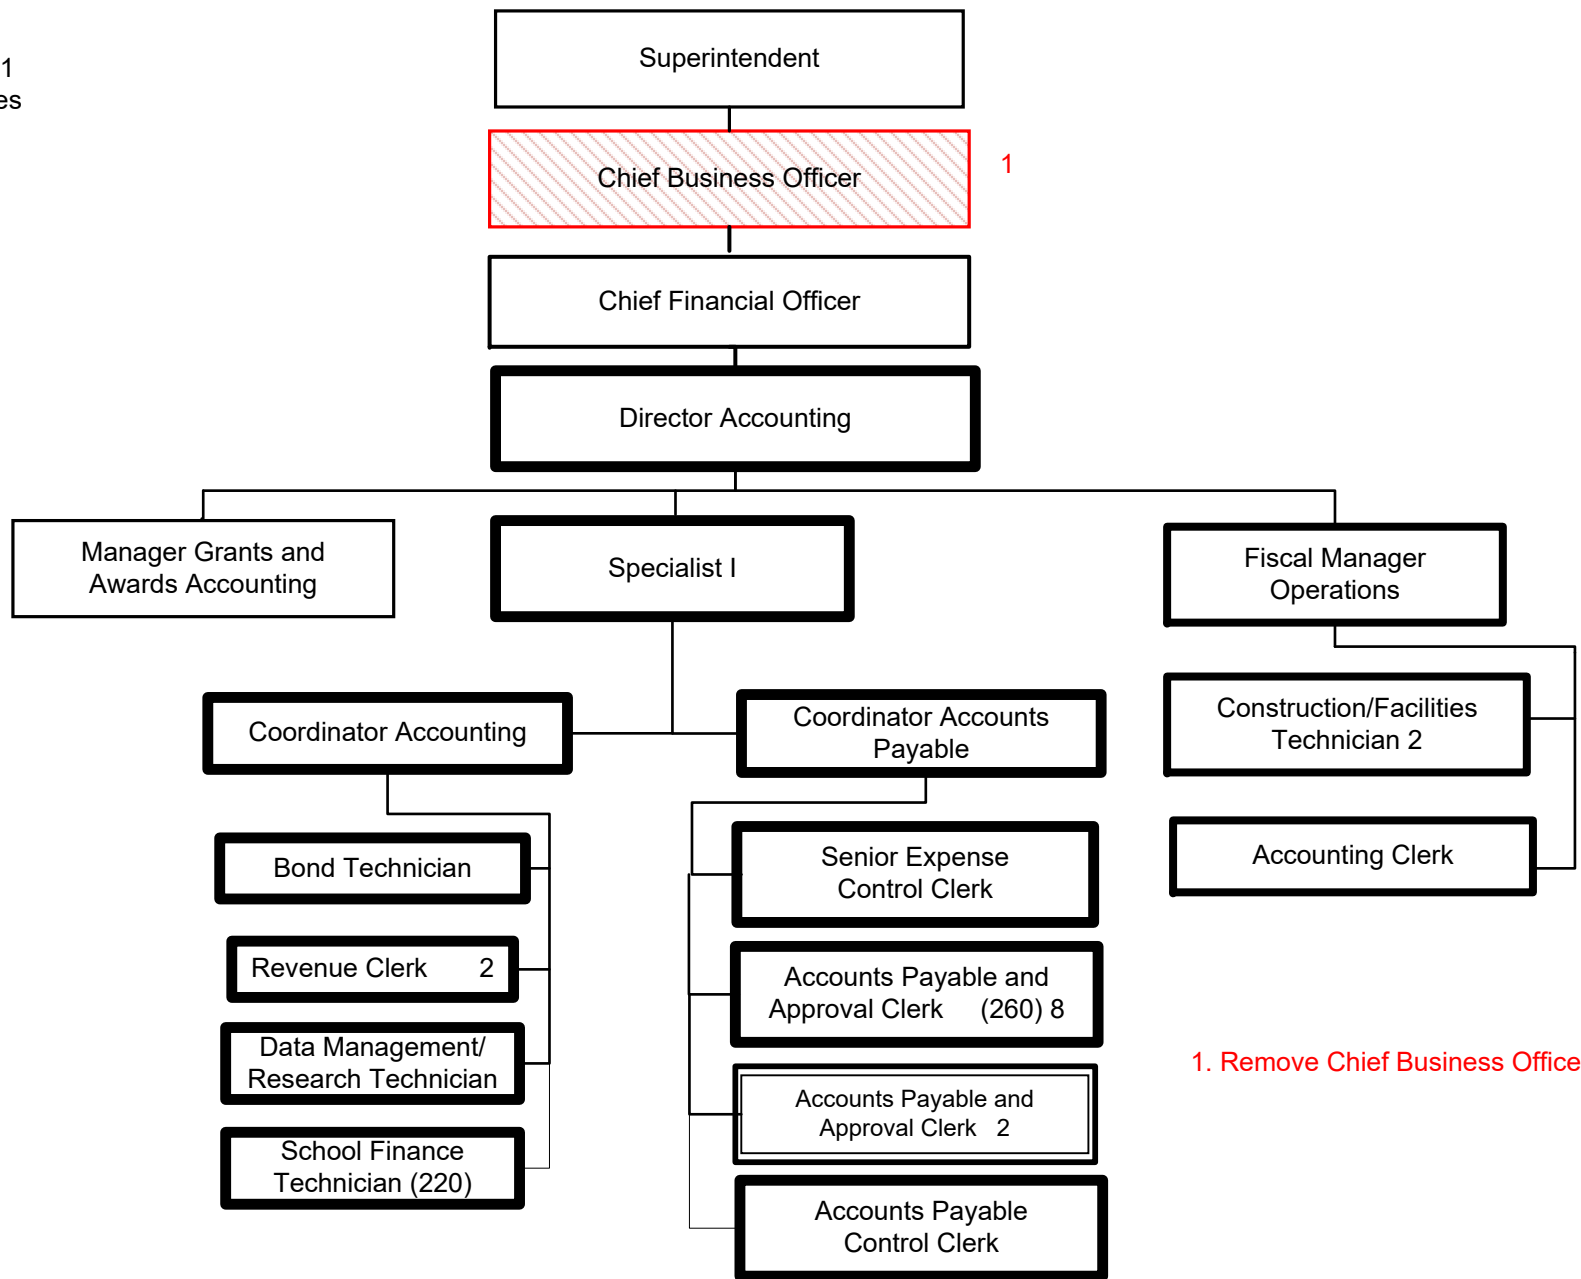 1
es
Superintendent
Chief Business Officer
1
Chief Financial Officer
Director Accounting
Manager Grants and
Awards Accounting
Specialist I
Fiscal Manager
Operations
Coordinator Accounting
Coordinator Accounts
Payable
Construction/Facilities
Technician 2
Bond Technician
Senior Expense
Control Clerk
Accounting Clerk
Revenue Clerk 2
Accounts Payable and
Approval Clerk (260) 8
Data Management/
Research Technician
1. Remove Chief Business Office
Accounts Payable and
Approval Clerk 2
School Finance
Technician (220)
Accounts Payable
Control Clerk